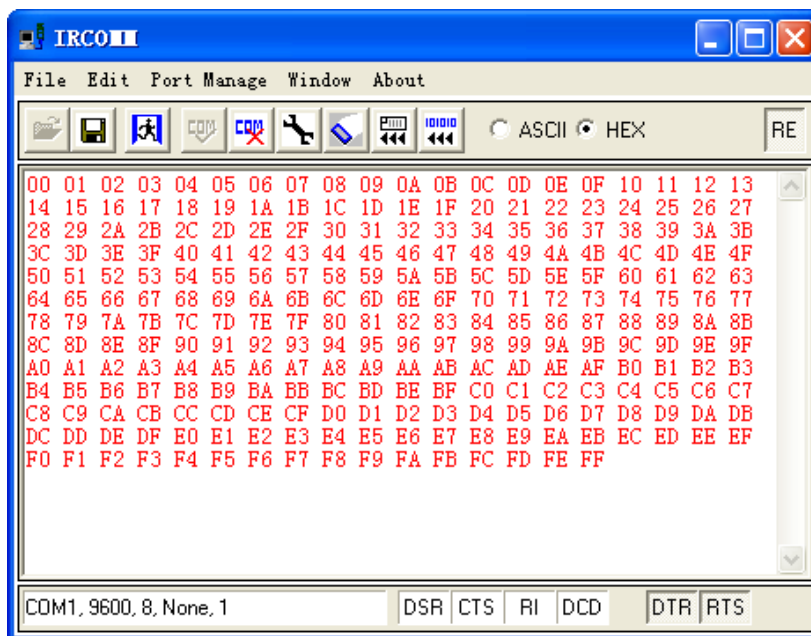 IRCO
File Edit Port Manage Window About
COM COM 101010 ASCII HEX RE
00 01 02 03 04 05 06 07 08 09 0A 0B 0C 0D 0E 0F 10 11 12 13
14 15 16 17 18 19 1A 1B 1C 1D 1E 1F 20 21 22 23 24 25 26 27
28 29 2A 2B 2C 2D 2E 2F 30 31 32 33 34 35 36 37 38 39 3A 3B
3C 3D 3E 3F 40 41 42 43 44 45 46 47 48 49 4A 4B 4C 4D 4E 4F
50 51 52 53 54 55 56 57 58 59 5A 5B 5C 5D 5E 5F 60 61 62 63
64 65 66 67 68 69 6A 6B 6C 6D 6E 6F 70 71 72 73 74 75 76 77
78 79 7A 7B 7C 7D 7E 7F 80 81 82 83 84 85 86 87 88 89 8A 8B
8C 8D 8E 8F 90 91 92 93 94 95 96 97 98 99 9A 9B 9C 9D 9E 9F
A0 A1 A2 A3 A4 A5 A6 A7 A8 A9 AA AB AC AD AE AF B0 B1 B2 B3
B4 B5 B6 B7 B8 B9 BA BB BC BD BE BF C0 C1 C2 C3 C4 C5 C6 C7
C8 C9 CA CB CC CD CE CF D0 D1 D2 D3 D4 D5 D6 D7 D8 D9 DA DB
DC DD DE DF E0 E1 E2 E3 E4 E5 E6 E7 E8 E9 EA EB EC ED EE EF
F0 F1 F2 F3 F4 F5 F6 F7 F8 F9 FA FB FC FD FE FF
COM1, 9600, 8, None, 1 DSR CTS RI DCD DTR RTS